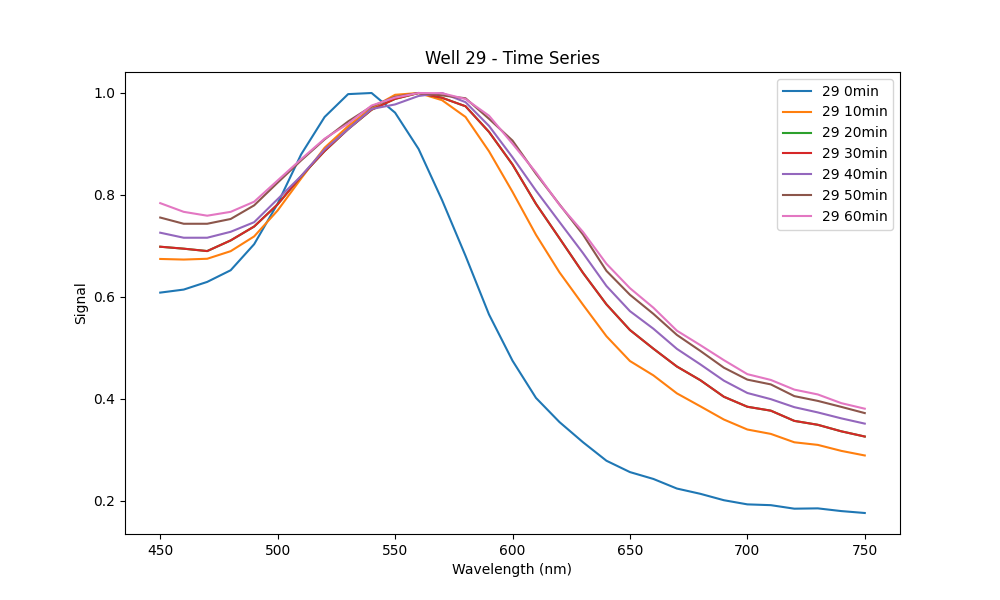 Well 29 - Time Series
29 0min
29 10min
29 20min
29 30min
29 40min
29 50min
29 60min
Signal
1.0
0.8
0.6
0.4
0.2
450 500 550 600 650 700 750
Wavelength (nm)